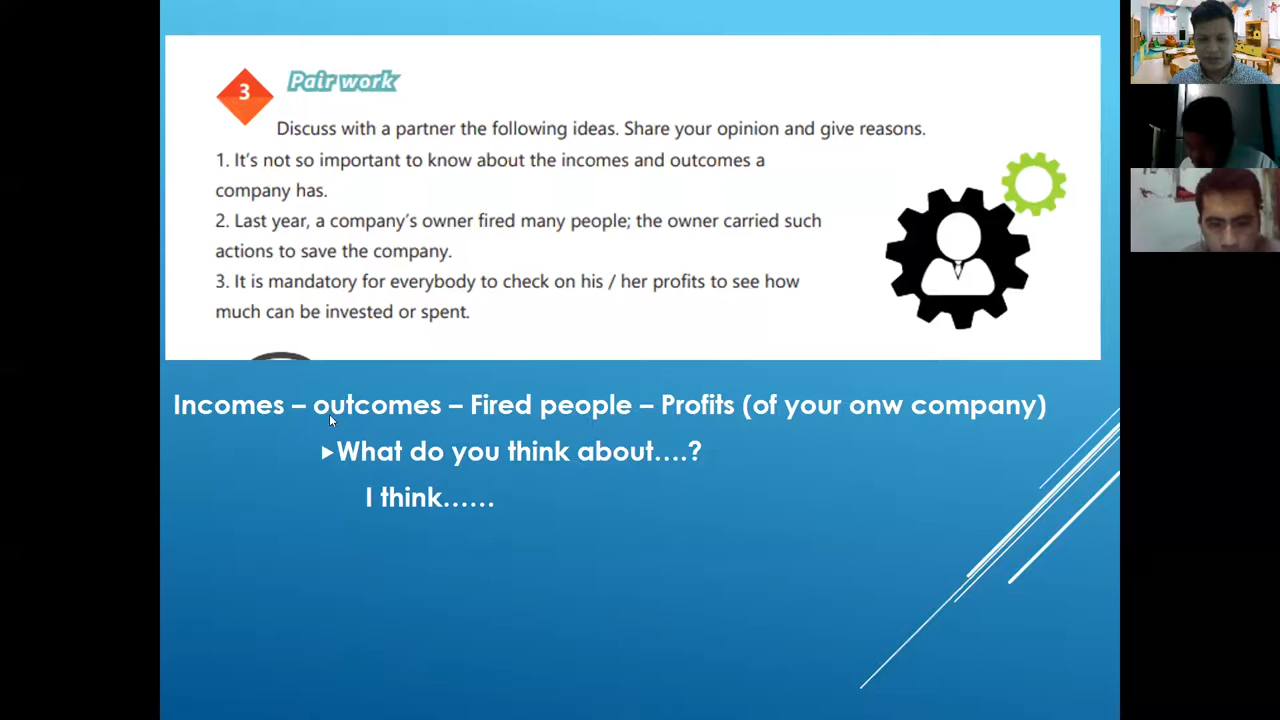 3
Pair work
Discuss with a partner the following ideas. Share your opinion and give reasons.
1. It's not so important to know about the incomes and outcomes a
company has.
2. Last year, a company's owner fired many people; the owner carried such
actions to save the company.
3. It is mandatory for everybody to check on his / her profits to see how
much can be invested or spent.
Incomes – outcomes – Fired people – Profits (of your onw company)
What do you think about….?
I think……